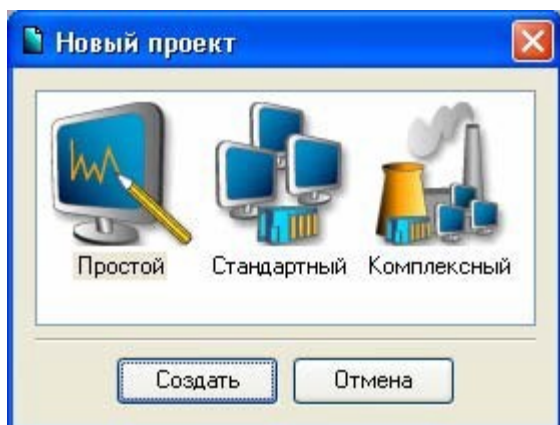 Новый проект
Простой Стандартный Комплексный
Создать Отмена